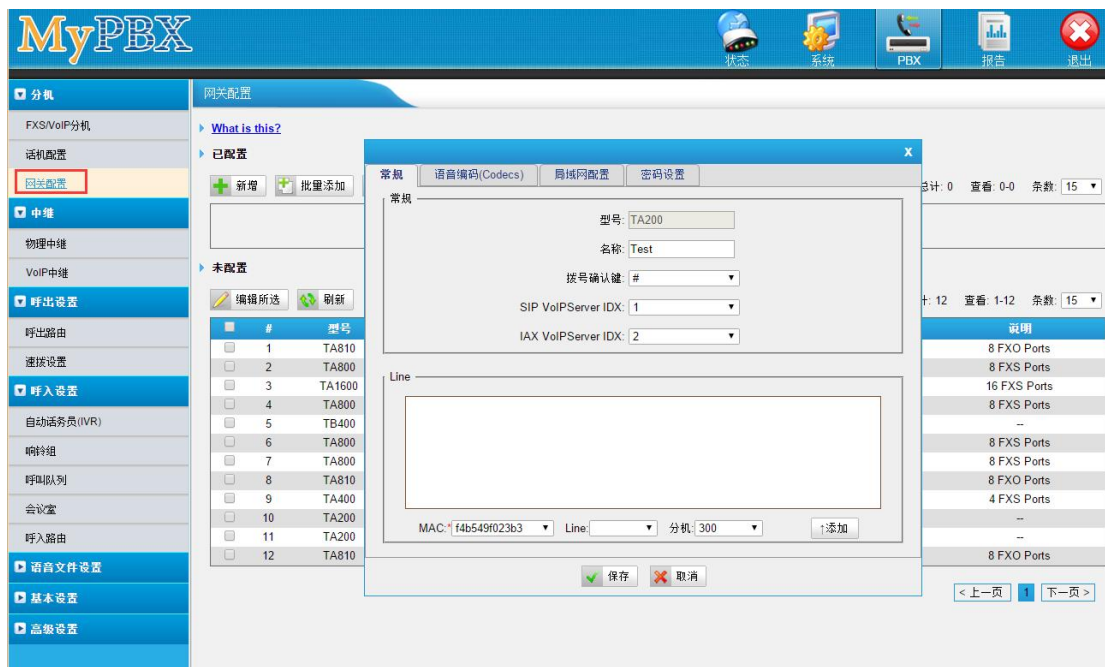 MyPBX
状态 系统 PBX 报告 退出
分机
FXS/VoIP分机
话机配置
网关配置
中继
物理中继
VoIP中继
呼出设置
呼出路由
速拨设置
呼入设置
自动话务员(IVR)
响铃组
呼叫队列
会议室
呼入路由
语音文件设置
基本设置
高级设置
网关配置
What is this?
已配置
新增 批量添加
总计: 0 查看: 0-0 条数: 15
未配置
编辑所选 刷新
: 12 查看: 1-12 条数: 15
# 型号 说明
1 TA810 8 FXO Ports
2 TA800 8 FXS Ports
3 TA1600 16 FXS Ports
4 TA800 8 FXS Ports
5 TB400 --
6 TA800 8 FXS Ports
7 TA800 8 FXS Ports
8 TA810 8 FXO Ports
9 TA400 4 FXS Ports
10 TA200 --
11 TA200 --
12 TA810 8 FXO Ports
<上一页 1 下一页>
X
常规 语音编码(Codecs) 局域网配置 密码设置
常规
型号: TA200
名称: Test
拨号确认键: #
SIP VoIPServer IDX: 1
IAX VoIPServer IDX: 2
Line
MAC:* f4b549f023b3 Line: 分机: 300 ↑添加
保存 取消